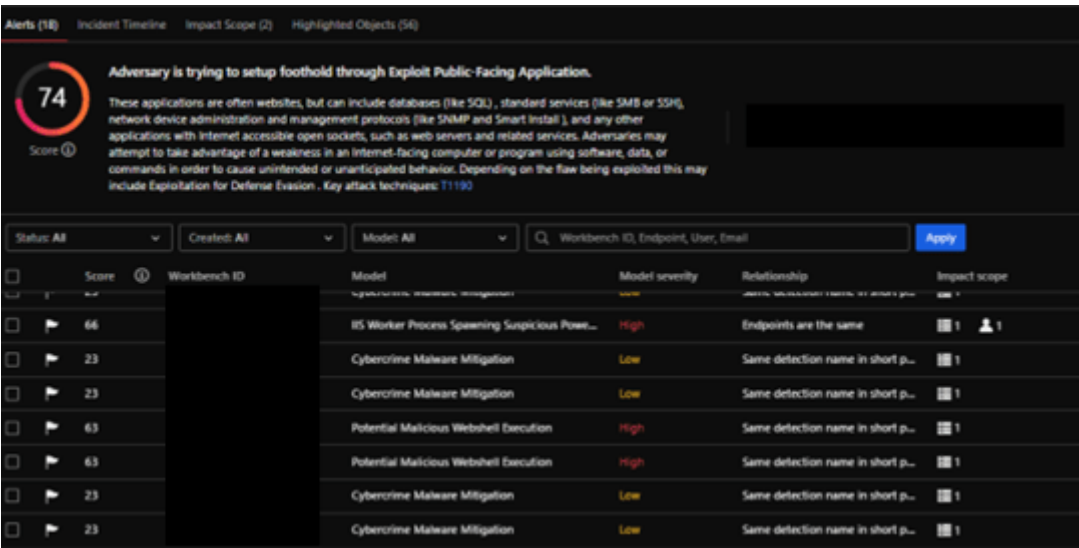 Alerts (18) Incident Timeline Impact Scope (2) Highlighted Objects (56)
Adversary is trying to setup foothold through Exploit Public-Facing Application.
74
Score
These applications are often websites, but can include databases (like SQL) , standard services (like SMB or SSH),
network device administration and management protocols (like SNMP and Smart Install ), and any other
applications with Internet accessible open sockets, such as web servers and related services. Adversaries may
attempt to take advantage of a weakness in an Internet-facing computer or program using software, data, or
commands in order to cause unintended or unanticipated behavior. Depending on the flaw being exploited this may
include Exploitation for Defense Evasion . Key attack techniques: T1190
Status: All Created: All Model: All Workbench ID, Endpoint, User, Email Apply
Score Workbench ID Model Model severity Relationship Impact scope
23 Cybercrime Malware Mitigation Low Same detection name in short p... 1
66 IIS Worker Process Spawning Suspicious Powe... High Endpoints are the same 1 1
23 Cybercrime Malware Mitigation Low Same detection name in short p... 1
23 Cybercrime Malware Mitigation Low Same detection name in short p... 1
63 Potential Malicious Webshell Execution High Same detection name in short p... 1
63 Potential Malicious Webshell Execution High Same detection name in short p... 1
23 Cybercrime Malware Mitigation Low Same detection name in short p... 1
23 Cybercrime Malware Mitigation Low Same detection name in short p... 1